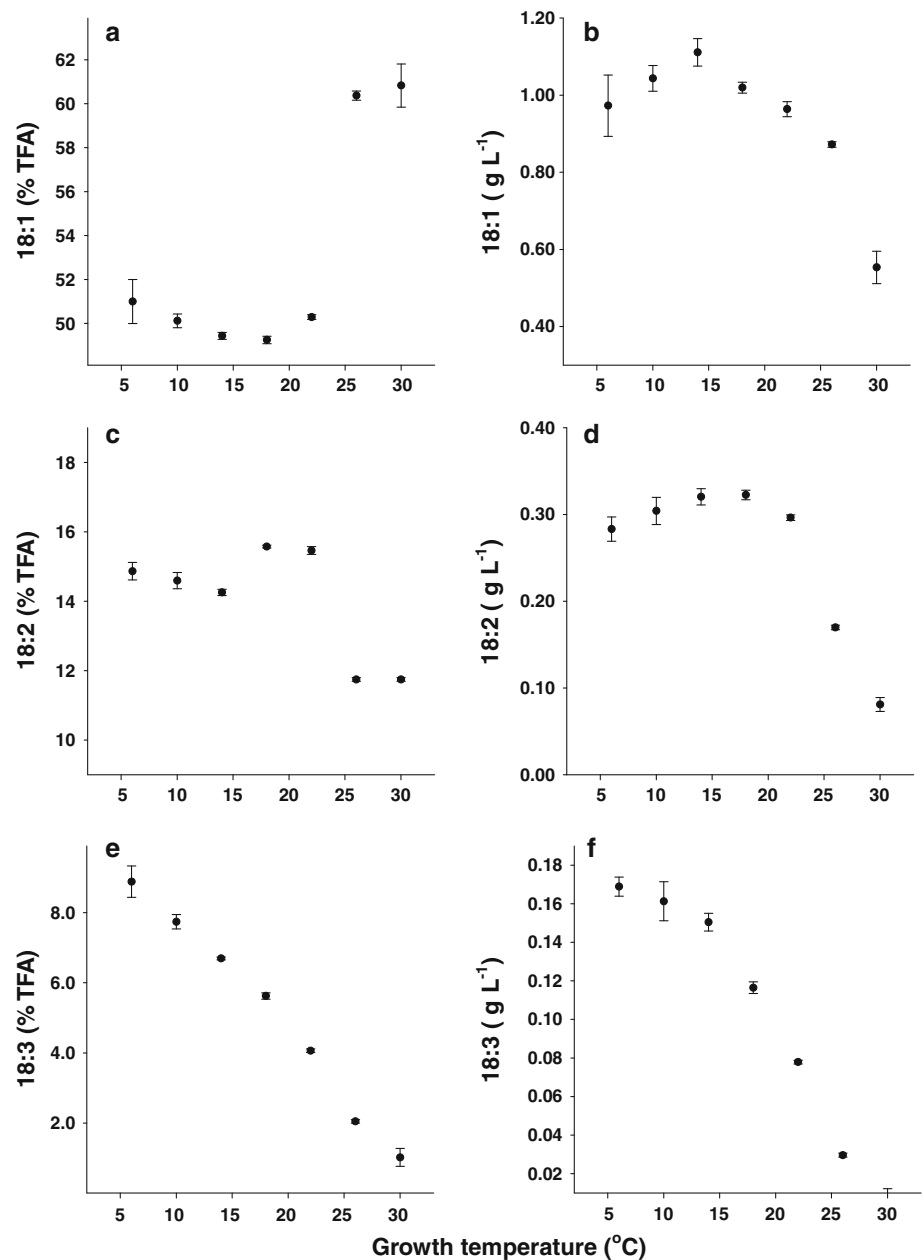 a
62
60
58
56
54
52
50
18:1 (% TFA)
5 10 15 20 25 30
b
1.20
1.00
0.80
0.60
0.40
18:1 ( g L⁻¹)
5 10 15 20 25 30
c
18
16
14
12
10
18:2 (% TFA)
5 10 15 20 25 30
d
0.40
0.30
0.20
0.10
0.00
18:2 ( g L⁻¹)
5 10 15 20 25 30
e
8.0
6.0
4.0
2.0
18:3 (% TFA)
5 10 15 20 25 30
f
0.18
0.16
0.14
0.12
0.10
0.08
0.06
0.04
0.02
18:3 ( g L⁻¹)
5 10 15 20 25 30
Growth temperature (°C)